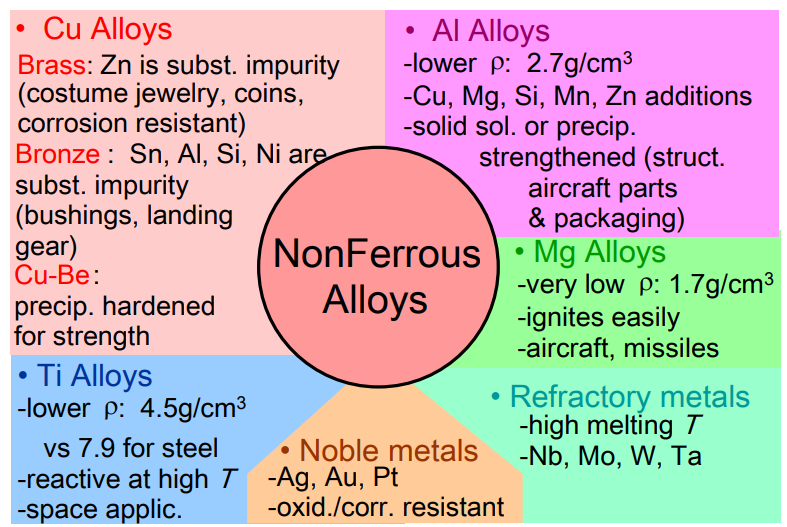 • Cu Alloys
Brass: Zn is subst. impurity
(costume jewelry, coins,
corrosion resistant)
Bronze : Sn, Al, Si, Ni are
subst. impurity
(bushings, landing
gear)
Cu-Be :
precip. hardened
for strength
• Al Alloys
-lower ρ: 2.7g/cm³
-Cu, Mg, Si, Mn, Zn additions
-solid sol. or precip.
strengthened (struct.
aircraft parts
& packaging)
NonFerrous
Alloys
• Mg Alloys
-very low ρ: 1.7g/cm³
-ignites easily
-aircraft, missiles
• Ti Alloys
-lower ρ: 4.5g/cm³
vs 7.9 for steel
-reactive at high T
-space applic.
• Noble metals
-Ag, Au, Pt
-oxid./corr. resistant
• Refractory metals
-high melting T
-Nb, Mo, W, Ta